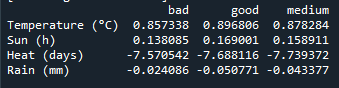 bad good medium
Temperature (°C) 0.857338 0.896806 0.878284
Sun (h) 0.138085 0.169001 0.158911
Heat (days) -7.570542 -7.688116 -7.739372
Rain (mm) -0.024086 -0.050771 -0.043377